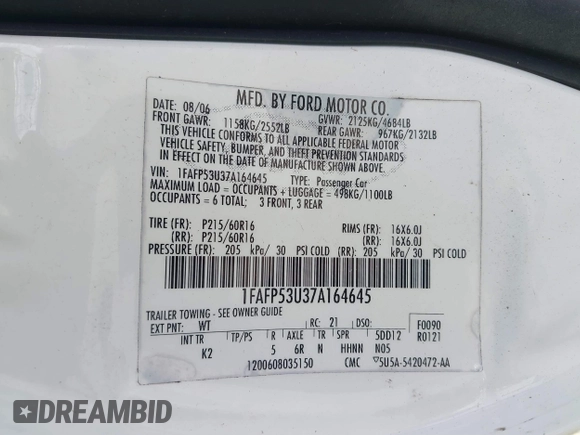 MFD. BY FORD MOTOR CO.
08/06 GVWR: 2125KG/4684LB
FRONT GAWR: 1158KG/2552LB REAR GAWR: 967KG/2132LB
THIS VEHICLE CONFORMS TO ALL APPLICABLE FEDERAL MOTOR
VEHICLE SAFETY, BUMPER, AND THEFT PREVENTION STANDARDS
IN EFFECT ON THE DATE OF MANUFACTURE SHOWN ABOVE.
VIN: 1FAFP53U37A164645 TYPE: Passenger Car
MAXIMUM LOAD = OCCUPANTS + LUGGAGE = 498KG/1100LB
OCCUPANTS = 6 TOTAL; 3 FRONT, 3 REAR
TIRE (FR): P215/60R16 RIMS (FR): 16X6.0J
(RR): P215/60R16 (RR): 16X6.0J
PRESSURE (FR): 205 kPa/ 30 PSI COLD (RR): 205 kPa/ 30 PSI COLD
1FAFP53U37A164645
TRAILER TOWING - SEE OWNER GUIDE
EXT PNT: WT RC: 21 DSO: F0090
INT TR TP/PS R AXLE TR SPR 5DD12 R0121
K2 5 6R N HHNN N05
1200608035150 CMC 5U5A-5420472-AA
DREAMBID
.COM